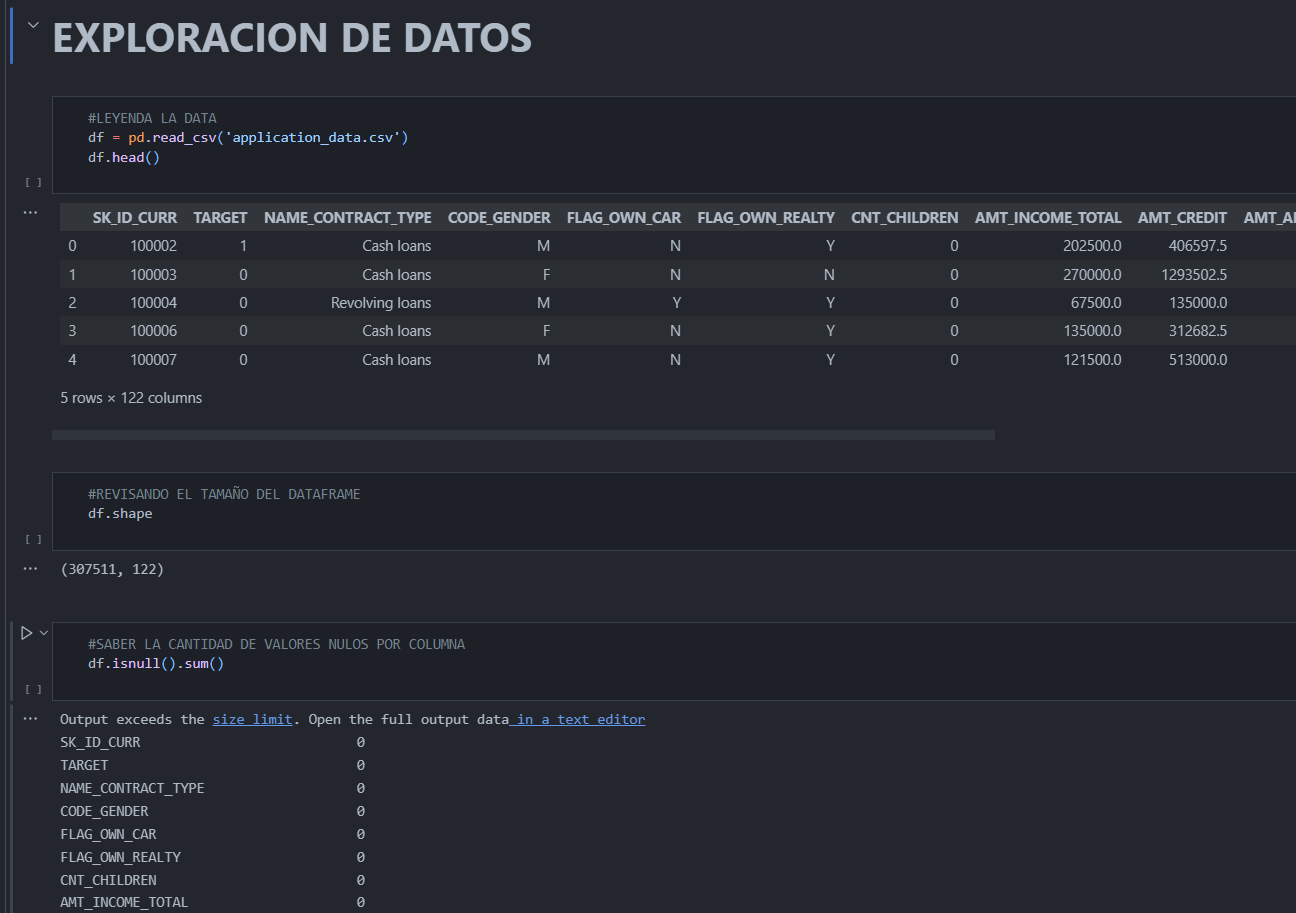 EXPLORACION DE DATOS
#LEYENDA LA DATA
df = pd.read_csv('application_data.csv')
df.head()
[ ]
...
SK_ID_CURR TARGET NAME_CONTRACT_TYPE CODE_GENDER FLAG_OWN_CAR FLAG_OWN_REALTY CNT_CHILDREN AMT_INCOME_TOTAL AMT_CREDIT
0 100002 1 Cash loans M N Y 0 202500.0 406597.5
1 100003 0 Cash loans F N N 0 270000.0 1293502.5
2 100004 0 Revolving loans M Y Y 0 67500.0 135000.0
3 100006 0 Cash loans F N Y 0 135000.0 312682.5
4 100007 0 Cash loans M N Y 0 121500.0 513000.0
5 rows × 122 columns
#REVISANDO EL TAMAÑO DEL DATAFRAME
df.shape
[ ]
...
(307511, 122)
#SABER LA CANTIDAD DE VALORES NULOS POR COLUMNA
df.isnull().sum()
[ ]
...
Output exceeds the size limit. Open the full output data in a text editor
SK_ID_CURR 0
TARGET 0
NAME_CONTRACT_TYPE 0
CODE_GENDER 0
FLAG_OWN_CAR 0
FLAG_OWN_REALTY 0
CNT_CHILDREN 0
AMT_INCOME_TOTAL 0